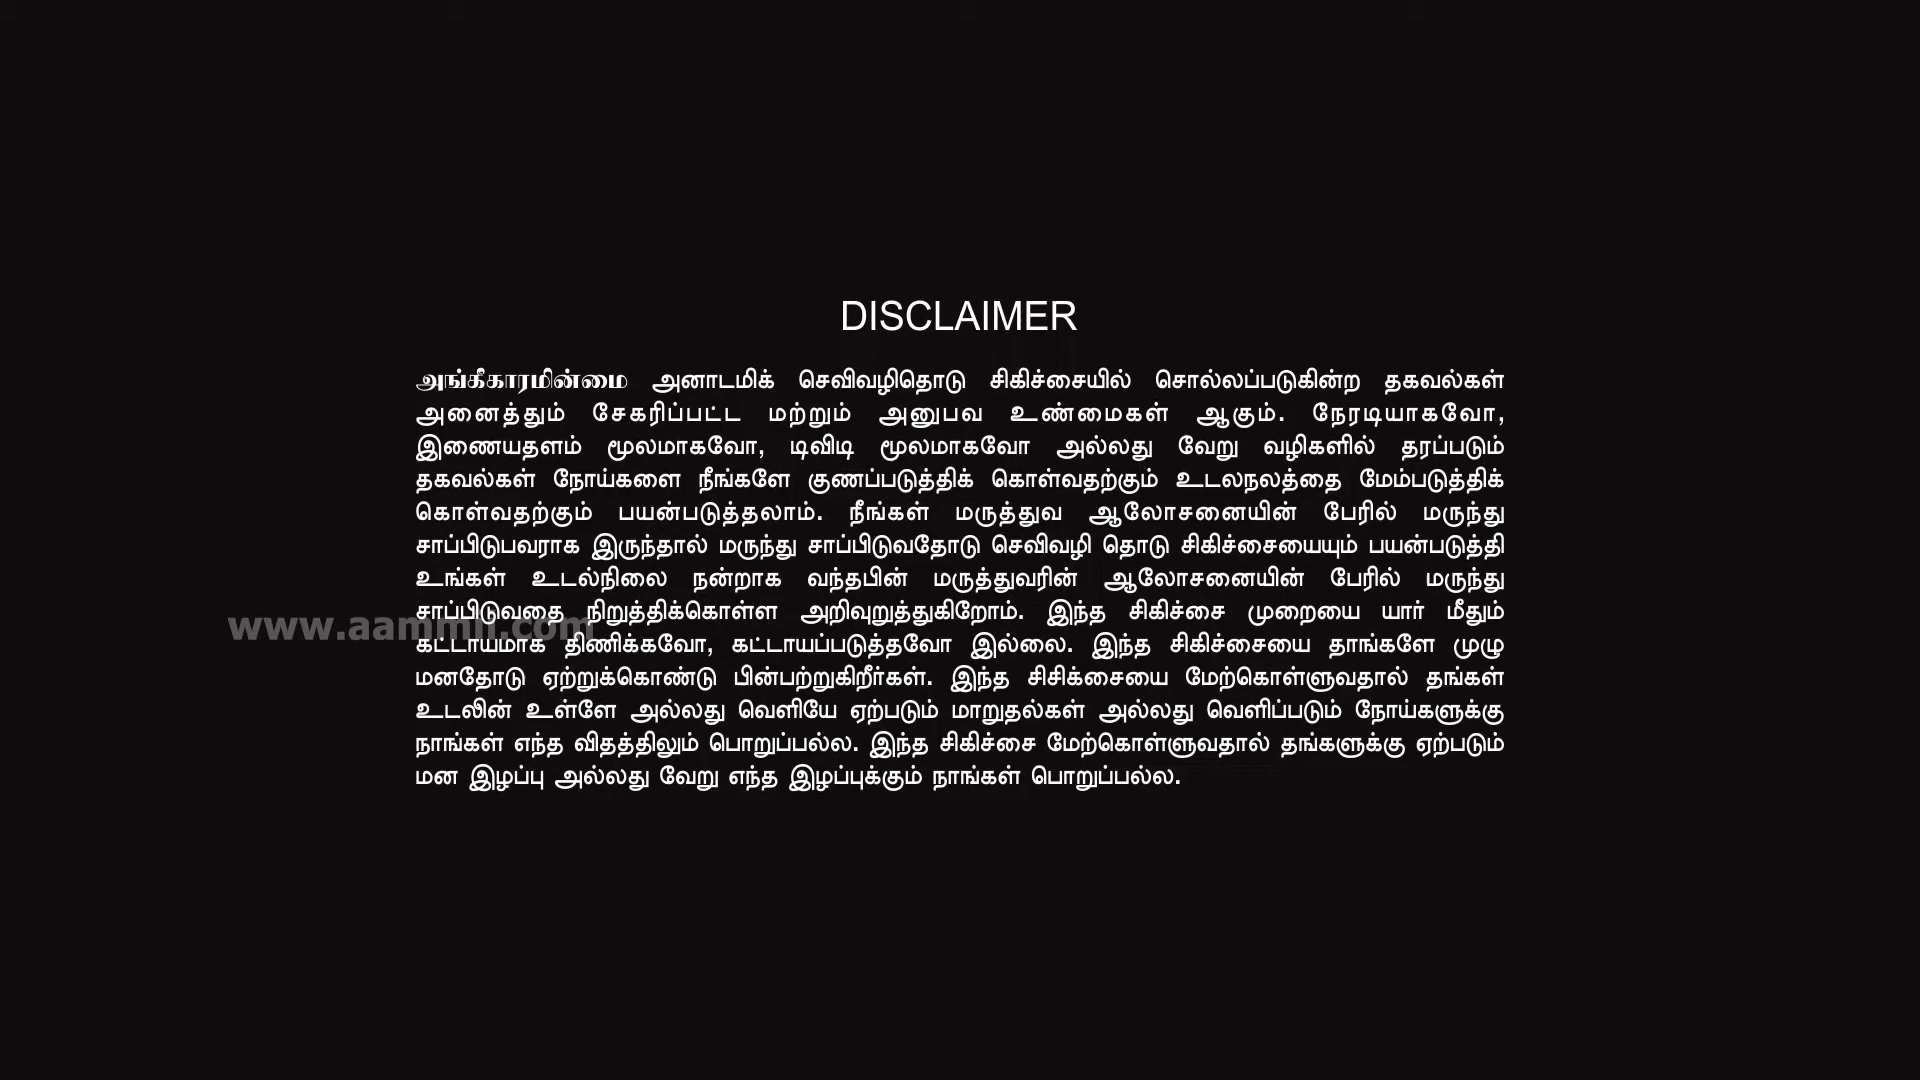 DISCLAIMER
அங்கீகாரமின்மை அனாடமிக் செவிவழிதொடு சிகிச்சையில் சொல்லப்படுகின்ற தகவல்கள்
அனைத்தும் சேகரிப்பட்ட மற்றும் அனுபவ உண்மைகள் ஆகும். நேரடியாகவோ,
இணையதளம் மூலமாகவோ, டிவிடி மூலமாகவோ அல்லது வேறு வழிகளில் தரப்படும்
தகவல்கள் நோய்களை நீங்களே குணப்படுத்திக் கொள்வதற்கும் உடலநலத்தை மேம்படுத்திக்
கொள்வதற்கும் பயன்படுத்தலாம். நீங்கள் மருத்துவ ஆலோசனையின் பேரில் மருந்து
சாப்பிடுபவராக இருந்தால் மருந்து சாப்பிடுவதோடு செவிவழி தொடு சிகிச்சையையும் பயன்படுத்தி
உங்கள் உடல்நிலை நன்றாக வந்தபின் மருத்துவரின் ஆலோசனையின் பேரில் மருந்து
சாப்பிடுவதை நிறுத்திக்கொள்ள அறிவுறுத்துகிறோம். இந்த சிகிச்சை முறையை யார் மீதும்
www.aammii.com
கட்டாயமாக திணிக்கவோ, கட்டாயப்படுத்தவோ இல்லை. இந்த சிகிச்சையை தாங்களே முழு
மனதோடு ஏற்றுக்கொண்டு பின்பற்றுகிறீர்கள். இந்த சிசிக்சையை மேற்கொள்ளுவதால் தங்கள்
உடலின் உள்ளே அல்லது வெளியே ஏற்படும் மாறுதல்கள் அல்லது வெளிப்படும் நோய்களுக்கு
நாங்கள் எந்த விதத்திலும் பொறுப்பல்ல. இந்த சிகிச்சை மேற்கொள்ளுவதால் தங்களுக்கு ஏற்படும்
மன இழப்பு அல்லது வேறு எந்த இழப்புக்கும் நாங்கள் பொறுப்பல்ல.